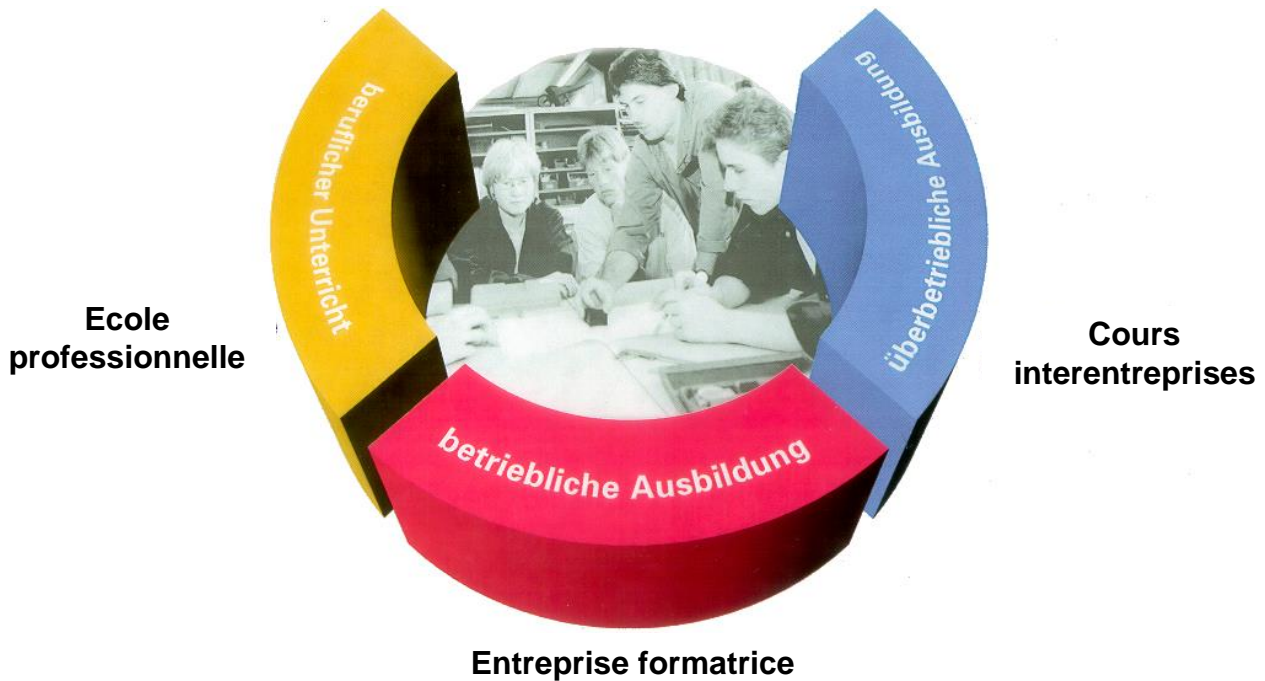 beruflicher Unterricht
überbetriebliche Ausbildung
Ecole
professionnelle
Cours
interentreprises
betriebliche Ausbildung
Entreprise formatrice